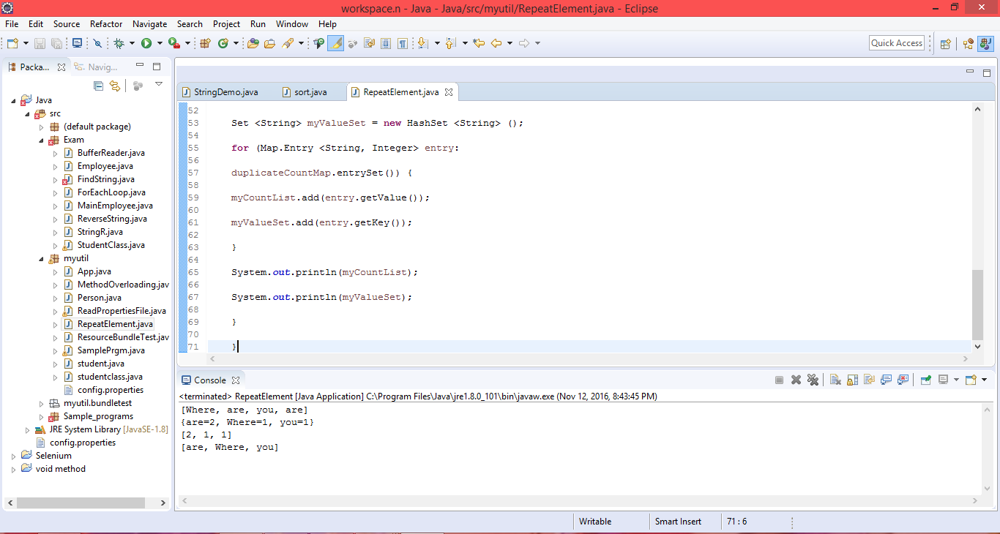 workspace.n - Java - Java/src/myutil/RepeatElement.java - Eclipse
File Edit Source Refactor Navigate Search Project Run Window Help
Quick Access
Packa... Navig...
Java
src
(default package)
Exam
BufferReader.java
Employee.java
FindString.java
ForEachLoop.java
MainEmployee.java
ReverseString.java
StringR.java
StudentClass.java
myutil
App.java
MethodOverloading.jav
Person.java
ReadPropertiesFile.java
RepeatElement.java
ResourceBundleTest.jav
SamplePrgm.java
student.java
studentclass.java
config.properties
myutil.bundletest
Sample_programs
JRE System Library [JavaSE-1.8]
config.properties
Selenium
void method
StringDemo.java sort.java RepeatElement.java
52
53 Set <String> myValueSet = new HashSet <String> ();
54
55 for (Map.Entry <String, Integer> entry:
56
57 duplicateCountMap.entrySet()) {
58
59 myCountList.add(entry.getValue());
60
61 myValueSet.add(entry.getKey());
62
63 }
64
65 System.out.println(myCountList);
66
67 System.out.println(myValueSet);
68
69 }
70
71 }
Console
<terminated> RepeatElement [Java Application] C:\Program Files\Java\jre1.8.0_101\bin\javaw.exe (Nov 12, 2016, 8:43:45 PM)
[Where, are, you, are]
{are=2, Where=1, you=1}
[2, 1, 1]
[are, Where, you]
Writable Smart Insert 71 : 6